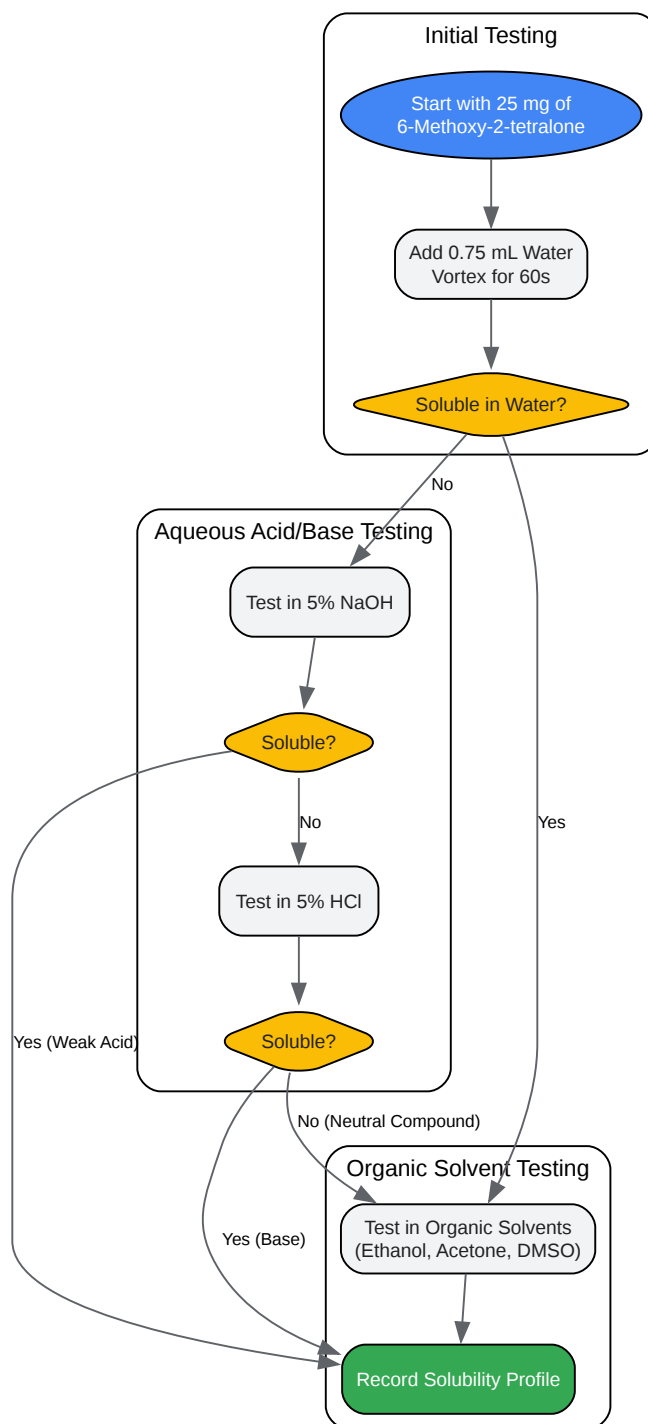 Initial Testing
Start with 25 mg of
6-Methoxy-2-tetralone
Add 0.75 mL Water
Vortex for 60s
Soluble in Water?
No
Aqueous Acid/Base Testing
Test in 5% NaOH
Soluble?
No
Yes
Test in 5% HCl
Soluble?
Yes (Weak Acid)
No (Neutral Compound)
Organic Solvent Testing
Test in Organic Solvents
(Ethanol, Acetone, DMSO)
Yes (Base)
Record Solubility Profile